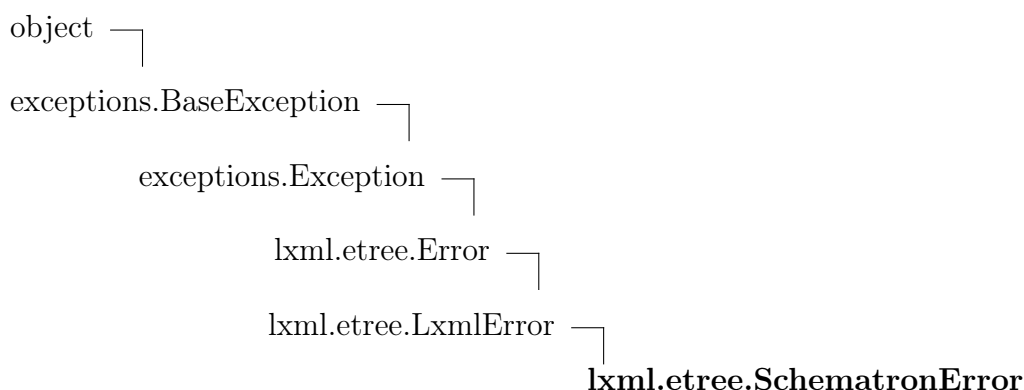 object
exceptions.BaseException
exceptions.Exception
lxml.etree.Error
lxml.etree.LxmlError
lxml.etree.SchematronError